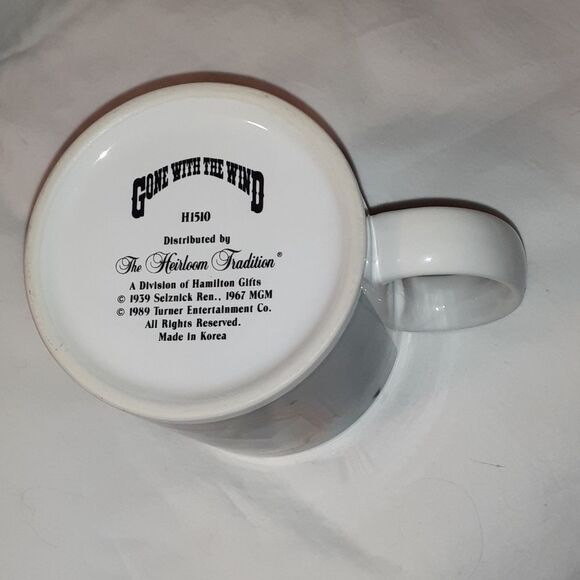 GONE WITH THE WIND
H1510
Distributed by
The Heirloom Tradition®
A Division of Hamilton Gifts
© 1939 Selznick Ren., 1967 MGM
© 1989 Turner Entertainment Co.
All Rights Reserved.
Made in Korea